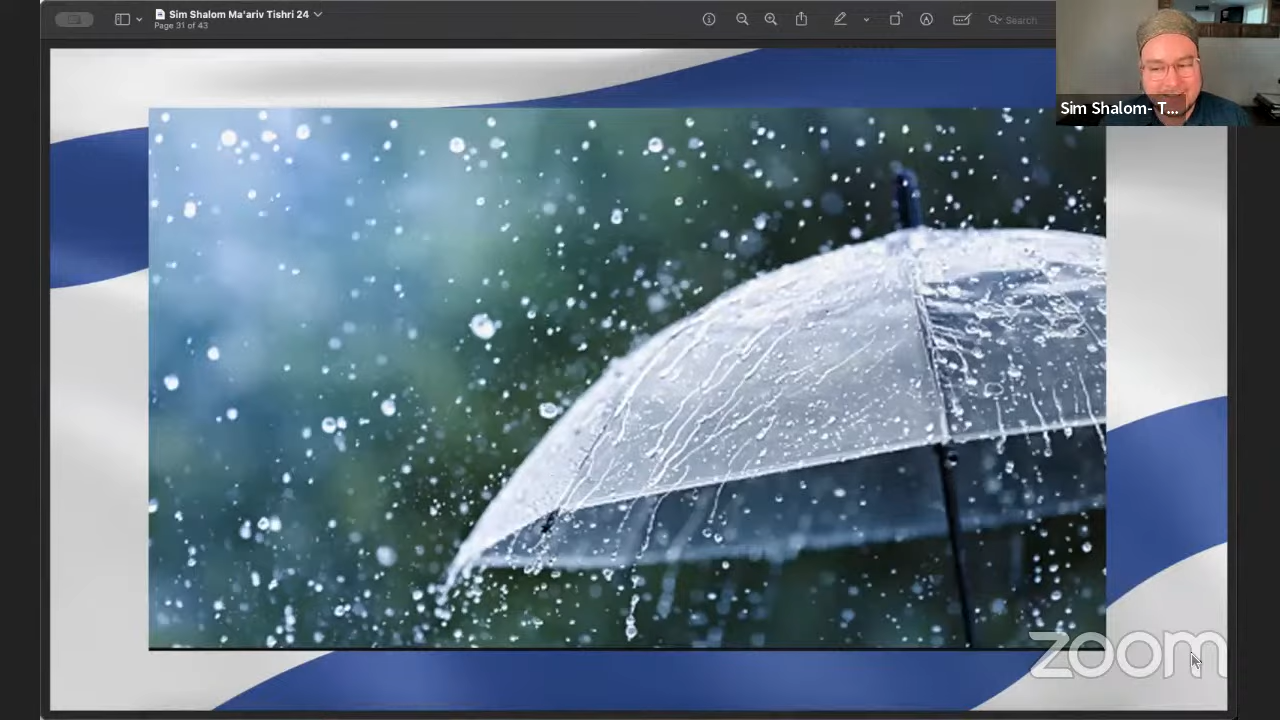 Sim Shalom Ma'ariv Tishri 24
Page 31 of 43
Search
Sim Shalom- T...
zoom